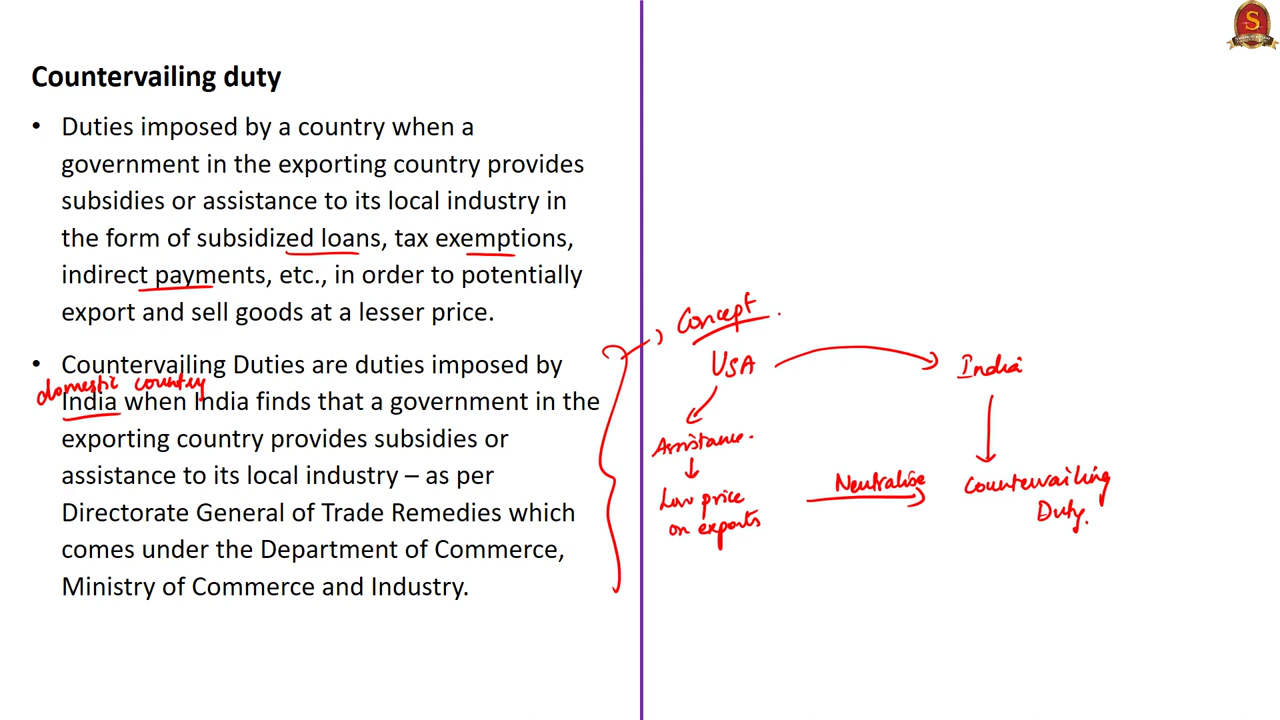 Countervailing duty
• Duties imposed by a country when a
government in the exporting country provides
subsidies or assistance to its local industry in
the form of subsidized loans, tax exemptions,
indirect payments, etc., in order to potentially
export and sell goods at a lesser price.
• Countervailing Duties are duties imposed by
domestic country
India when India finds that a government in the
exporting country provides subsidies or
assistance to its local industry – as per
Directorate General of Trade Remedies which
comes under the Department of Commerce,
Ministry of Commerce and Industry.
Concept.
USA
India
Assistance.
Low price
on exports
Neutralise
Countervailing
Duty.
S